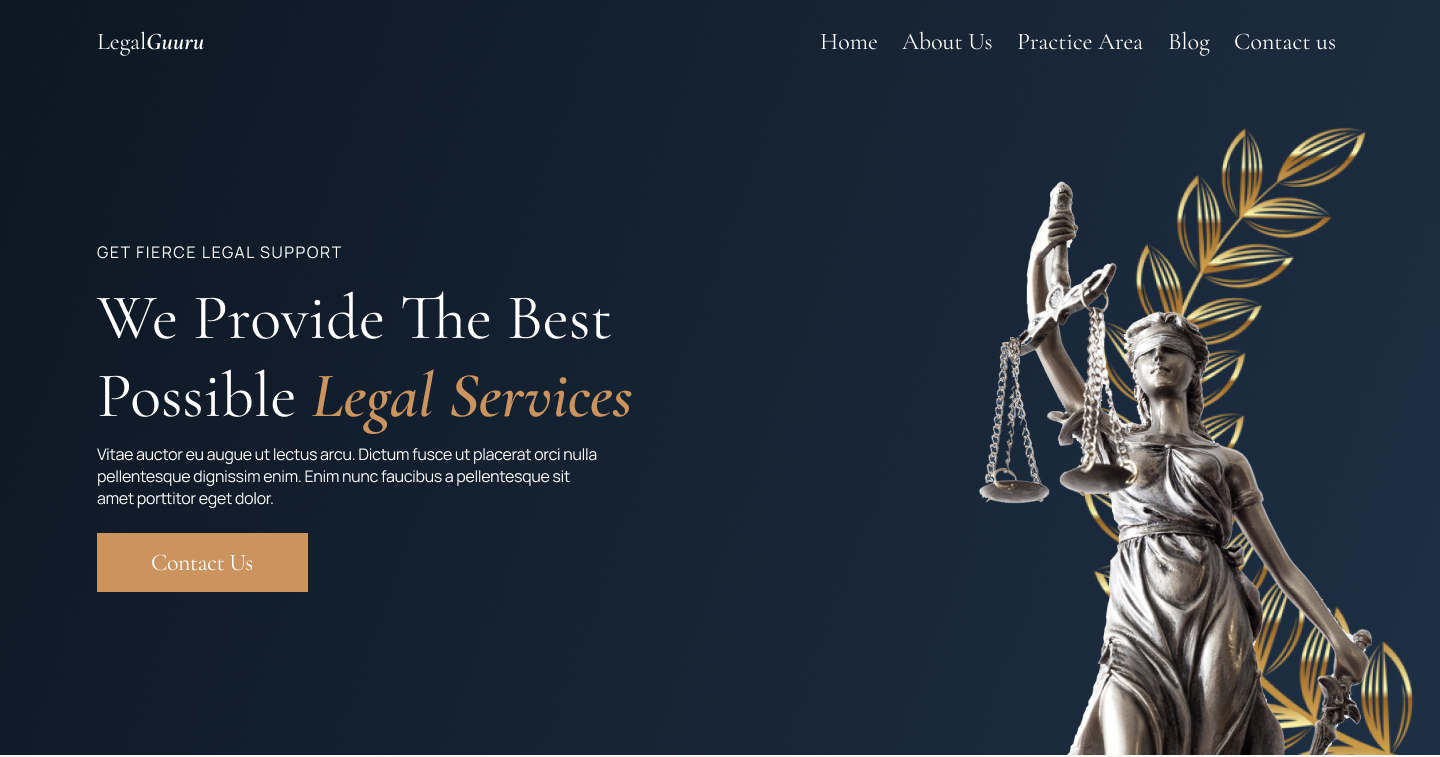 LegalGuuru
Home About Us Practice Area Blog Contact us
GET FIERCE LEGAL SUPPORT
We Provide The Best
Possible Legal Services
Vitae auctor eu augue ut lectus arcu. Dictum fusce ut placerat orci nulla
pellentesque dignissim enim. Enim nunc faucibus a pellentesque sit
amet porttitor eget dolor.
Contact Us